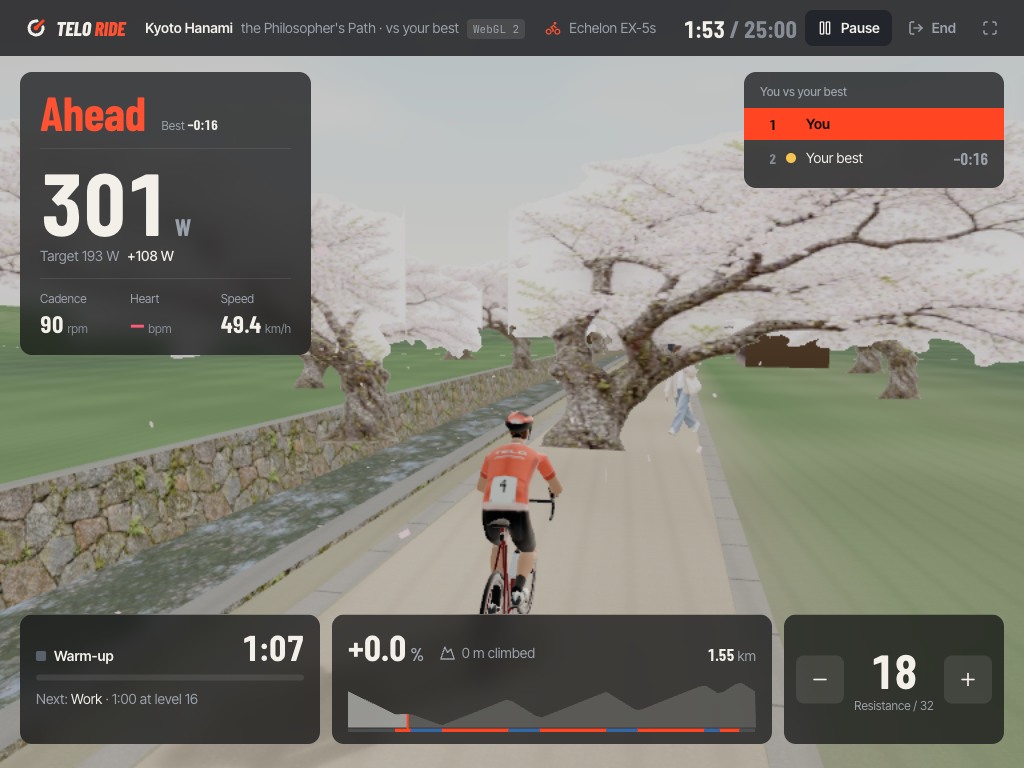 TELO RIDE
Kyoto Hanami the Philosopher's Path · vs your best WebGL 2
Echelon EX-5s
1:53 / 25:00
Pause
End
Ahead Best −0:16
301 W
Target 193 W +108 W
Cadence Heart Speed
90 rpm – bpm 49.4 km/h
You vs your best
1 You
2 Your best −0:16
TELO
4
Warm-up 1:07
Next: Work · 1:00 at level 16
+0.0 % 0 m climbed 1.55 km
− 18 +
Resistance / 32